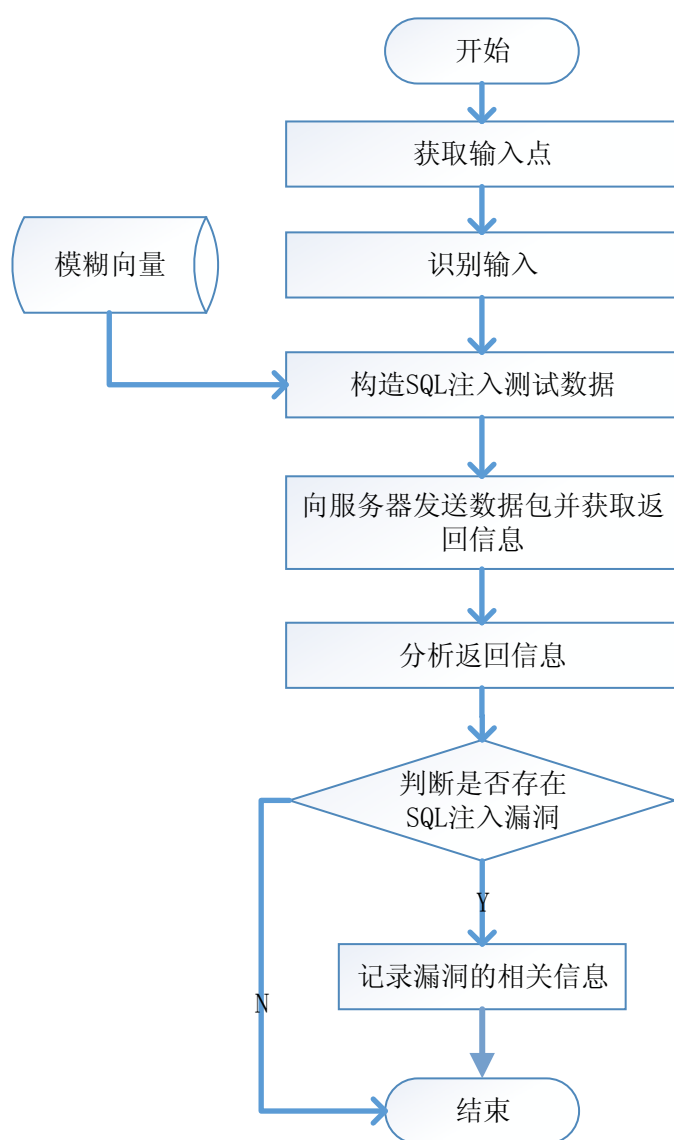 开始
获取输入点
模糊向量
识别输入
构造SQL注入测试数据
向服务器发送数据包并获取返
回信息
分析返回信息
判断是否存在
SQL注入漏洞
Y
记录漏洞的相关信息
N
结束